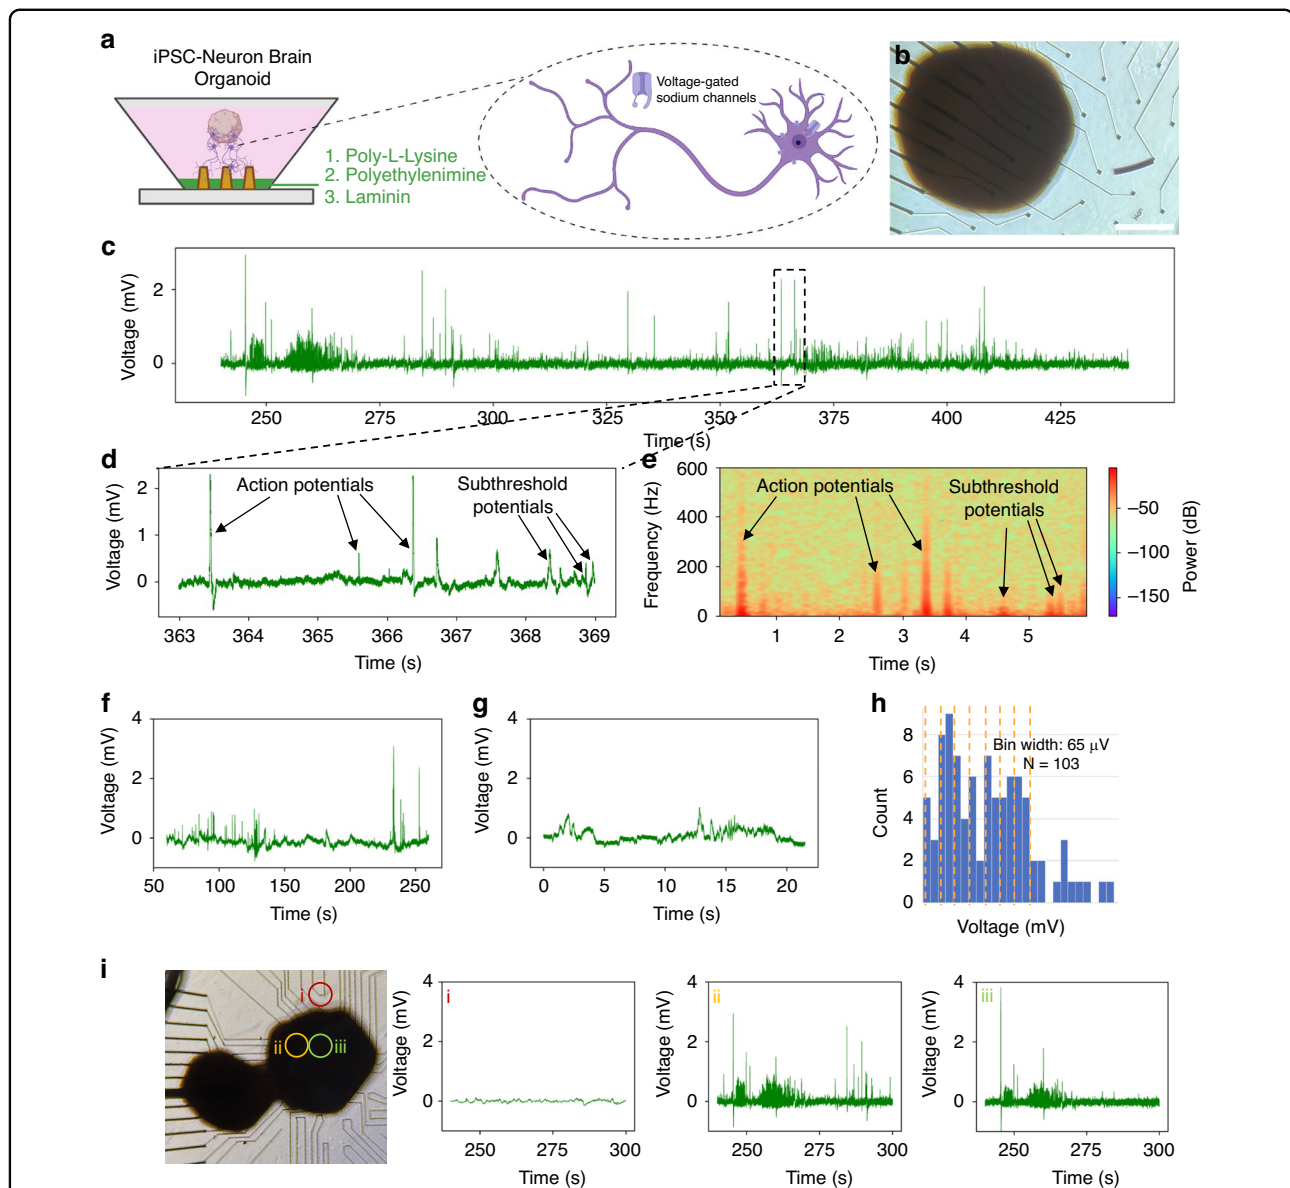 a
iPSC-Neuron Brain
Organoid
1. Poly-L-Lysine
2. Polyethylenimine
3. Laminin
Voltage-gated
sodium channels
b
c
Voltage (mV)
2
0
250
275
300
325
350
375
400
425
Time (s)
d
Voltage (mV)
2
1
0
Action potentials
Subthreshold
potentials
363
364
365
366
367
368
369
Time (s)
e
Frequency (Hz)
600
400
200
0
Action potentials
Subthreshold
potentials
1
2
3
4
5
Time (s)
−50
−100
−150
Power (dB)
f
Voltage (mV)
4
2
0
50
100
150
200
250
Time (s)
g
Voltage (mV)
4
2
0
0
5
10
15
20
Time (s)
h
Count
8
6
4
2
0
Bin width: 65 μV
N = 103
Voltage (mV)
i
i
ii
iii
i
Voltage (mV)
4
2
0
250
275
300
Time (s)
ii
Voltage (mV)
4
2
0
250
275
300
Time (s)
iii
Voltage (mV)
4
2
0
250
275
300
Time (s)